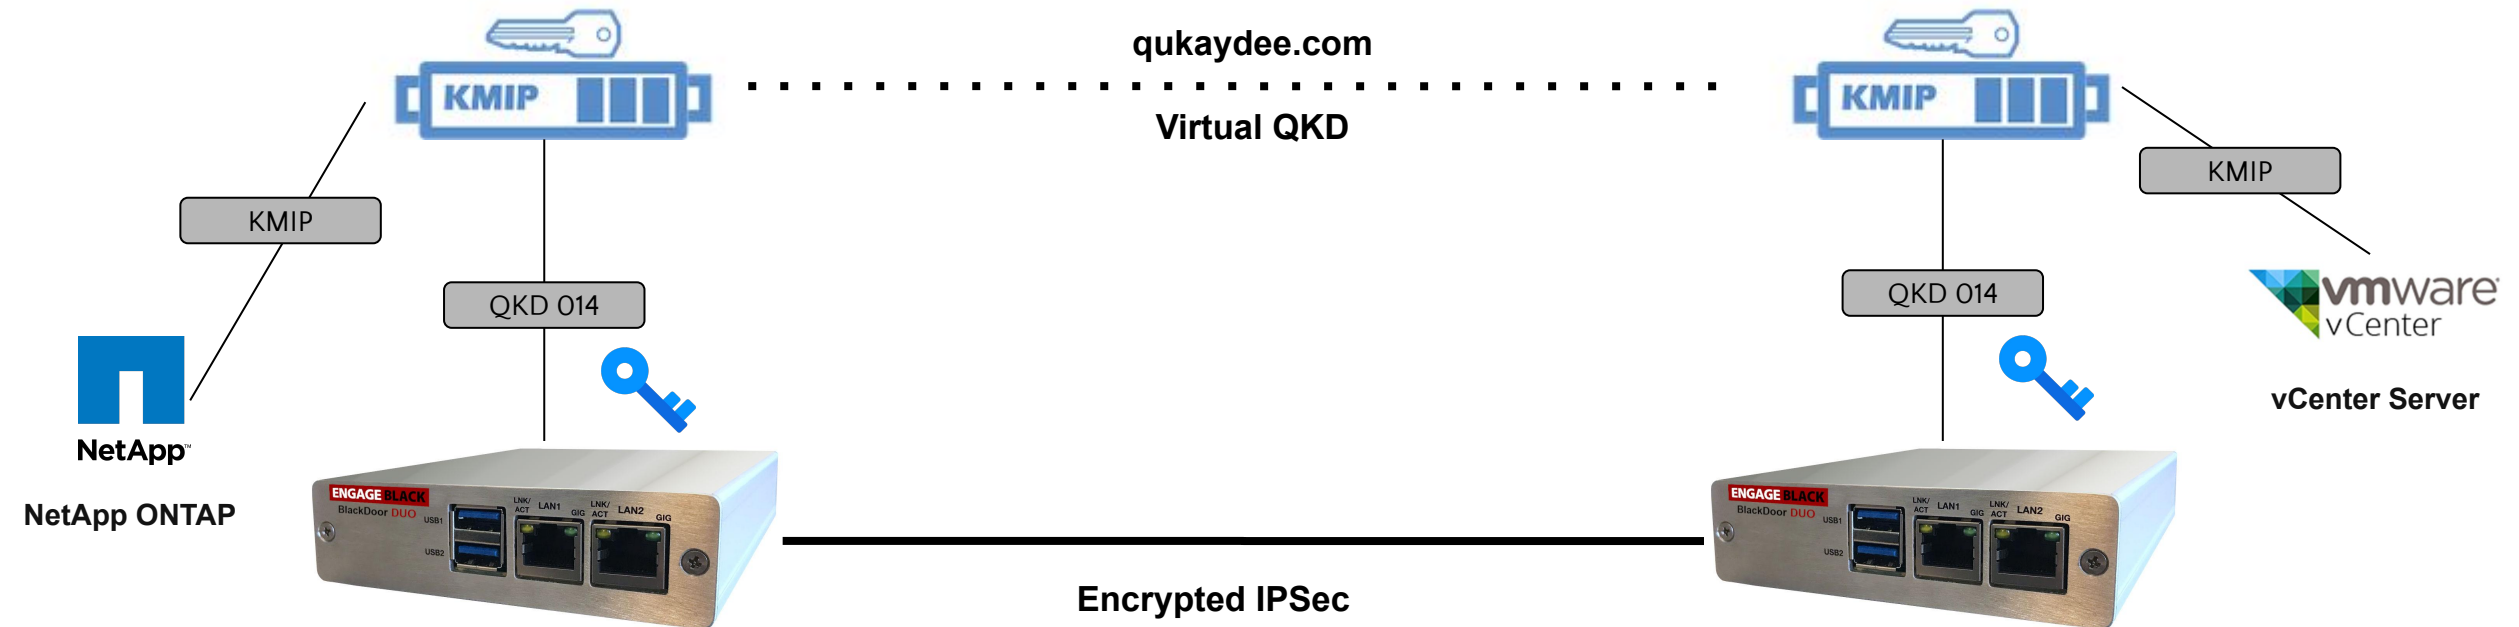 qukaydee.com
Virtual QKD
KMIP
KMIP
KMIP
KMIP
QKD 014
QKD 014
NetApp™
NetApp ONTAP
vmware®
vCenter
vCenter Server
ENGAGE BLACK
BlackDoor DUO
USB1
USB2
LNK/
ACT
LAN1
GIG
LNK/
ACT
LAN2
GIG
ENGAGE BLACK
BlackDoor DUO
USB1
USB2
LNK/
ACT
LAN1
GIG
LNK/
ACT
LAN2
GIG
Encrypted IPSec